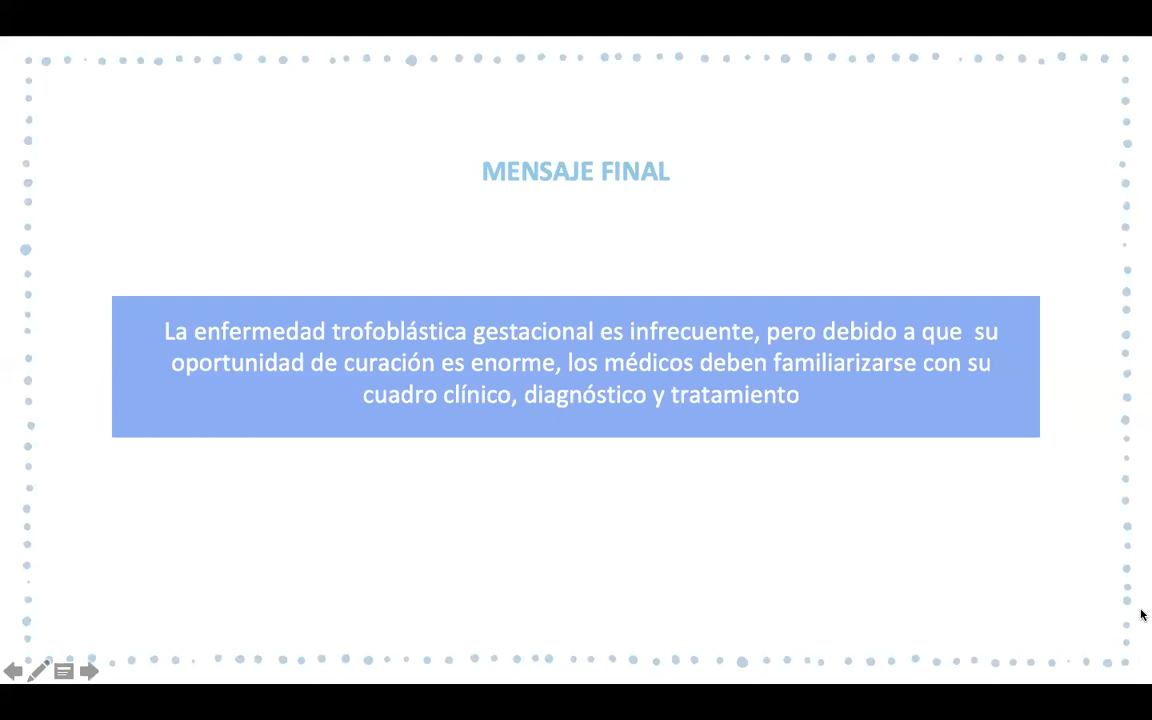 MENSAJE FINAL
La enfermedad trofoblástica gestacional es infrecuente, pero debido a que  su
oportunidad de curación es enorme, los médicos deben familiarizarse con su
cuadro clínico, diagnóstico y tratamiento